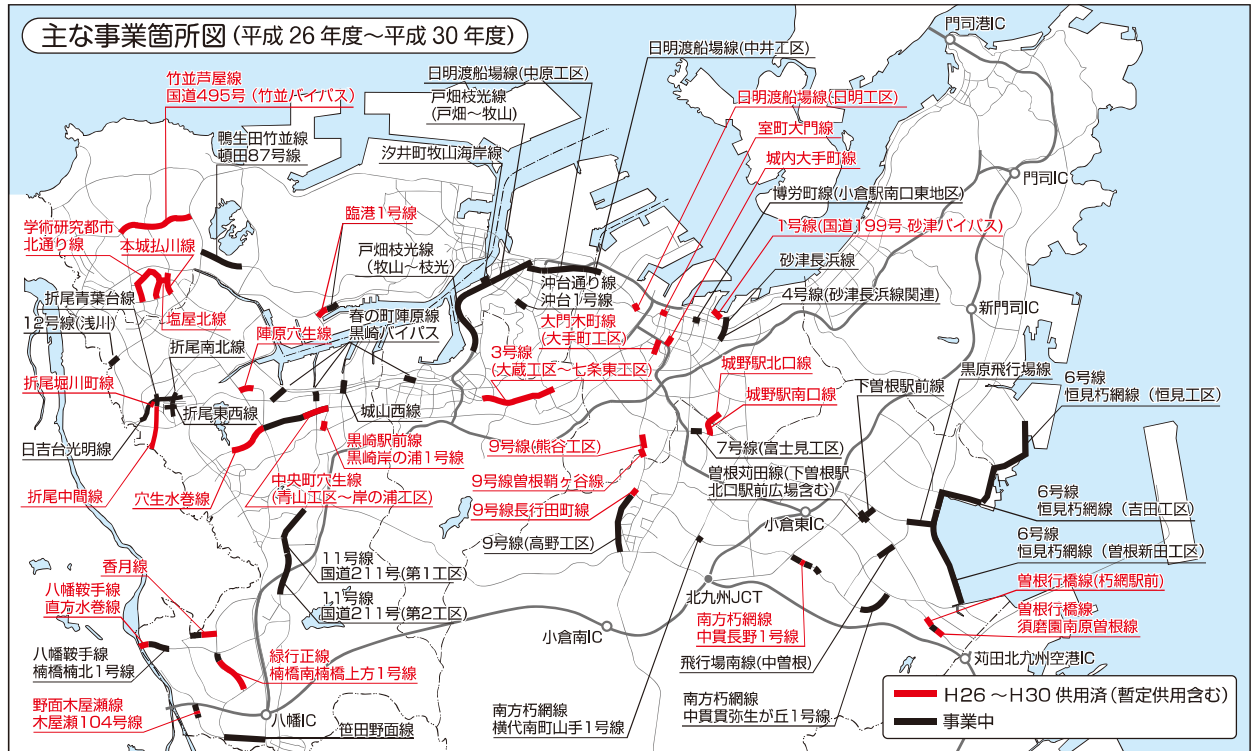 主な事業箇所図(平成26年度～平成30年度)
門司港IC
日明渡船場線(中井工区)
日明渡船場線(中原工区)
竹並芦屋線
国道495号(竹並バイパス)
戸畑枝光線
(戸畑～牧山)
日明渡船場線(日明工区)
室町大門線
鴨生田竹並線
頓田87号線
汐井町牧山海岸線
城内大手町線
門司IC
博労町線(小倉駅南口東地区)
学術研究都市
北通り線
本城払川線
臨港1号線
1号線(国道199号 砂津バイパス)
戸畑枝光線
(牧山～枝光)
砂津長浜線
沖台通り線
沖台1号線
4号線(砂津長浜線関連)
折尾青葉台線
新門司IC
12号線(浅川)
塩屋北線
春の町陣原線
黒崎バイパス
大門木町線
(大手町工区)
陣原穴生線
折尾南北線
3号線
(大蔵工区～七条東工区)
城野駅北口線
黒原飛行場線
6号線
恒見朽網線(恒見工区)
下曽根駅前線
折尾堀川町線
城野駅南口線
折尾東西線
城山西線
日吉台光明線
黒崎駅前線
黒崎岸の浦1号線
9号線(熊谷工区)
7号線(富士見工区)
曽根苅田線(下曽根駅
北口駅前広場含む)
折尾中間線
穴生水巻線
中央町穴生線
(青山工区～岸の浦工区)
9号線曽根鞘ヶ谷線
6号線
恒見朽網線(吉田工区)
9号線長行田町線
小倉東IC
6号線
恒見朽網線(曽根新田工区)
9号線(高野工区)
11号線
国道211号(第1工区)
香月線
八幡鞍手線
直方水巻線
11号線
国道211号(第2工区)
北九州JCT
曽根行橋線(朽網駅前)
曽根行橋線
須磨園南原曽根線
南方朽網線
中貫長野1号線
小倉南IC
八幡鞍手線
楠橋楠北1号線
緑行正線
楠橋南楠橋上方1号線
飛行場南線(中曽根)
苅田北九州空港IC
野面木屋瀬線
木屋瀬104号線
南方朽網線
横代南町山手1号線
南方朽網線
中貫貫弥生が丘1号線
H26～H30供用済(暫定供用含む)
八幡IC
事業中
笹田野面線